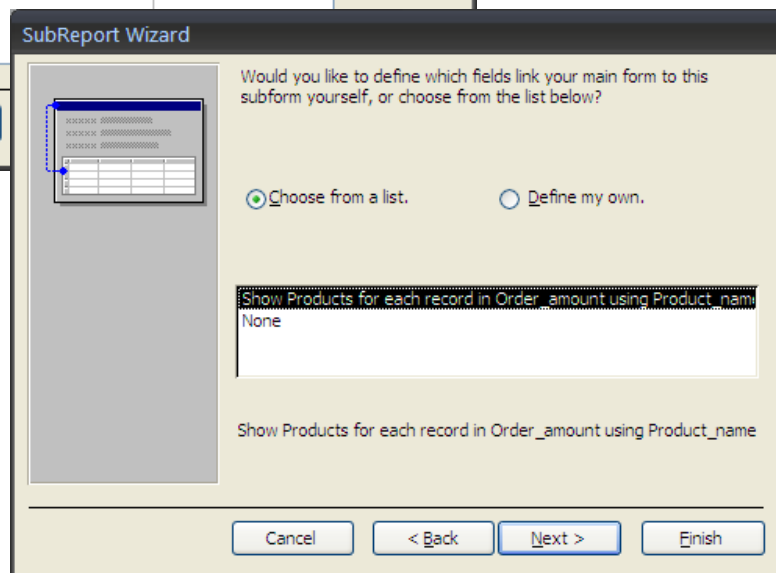 SubReport Wizard
Would you like to define which fields link your main form to this
subform yourself, or choose from the list below?
Choose from a list.
Define my own.
Show Products for each record in Order_amount using Product_name
None
Show Products for each record in Order_amount using Product_name
Cancel
< Back
Next >
Finish